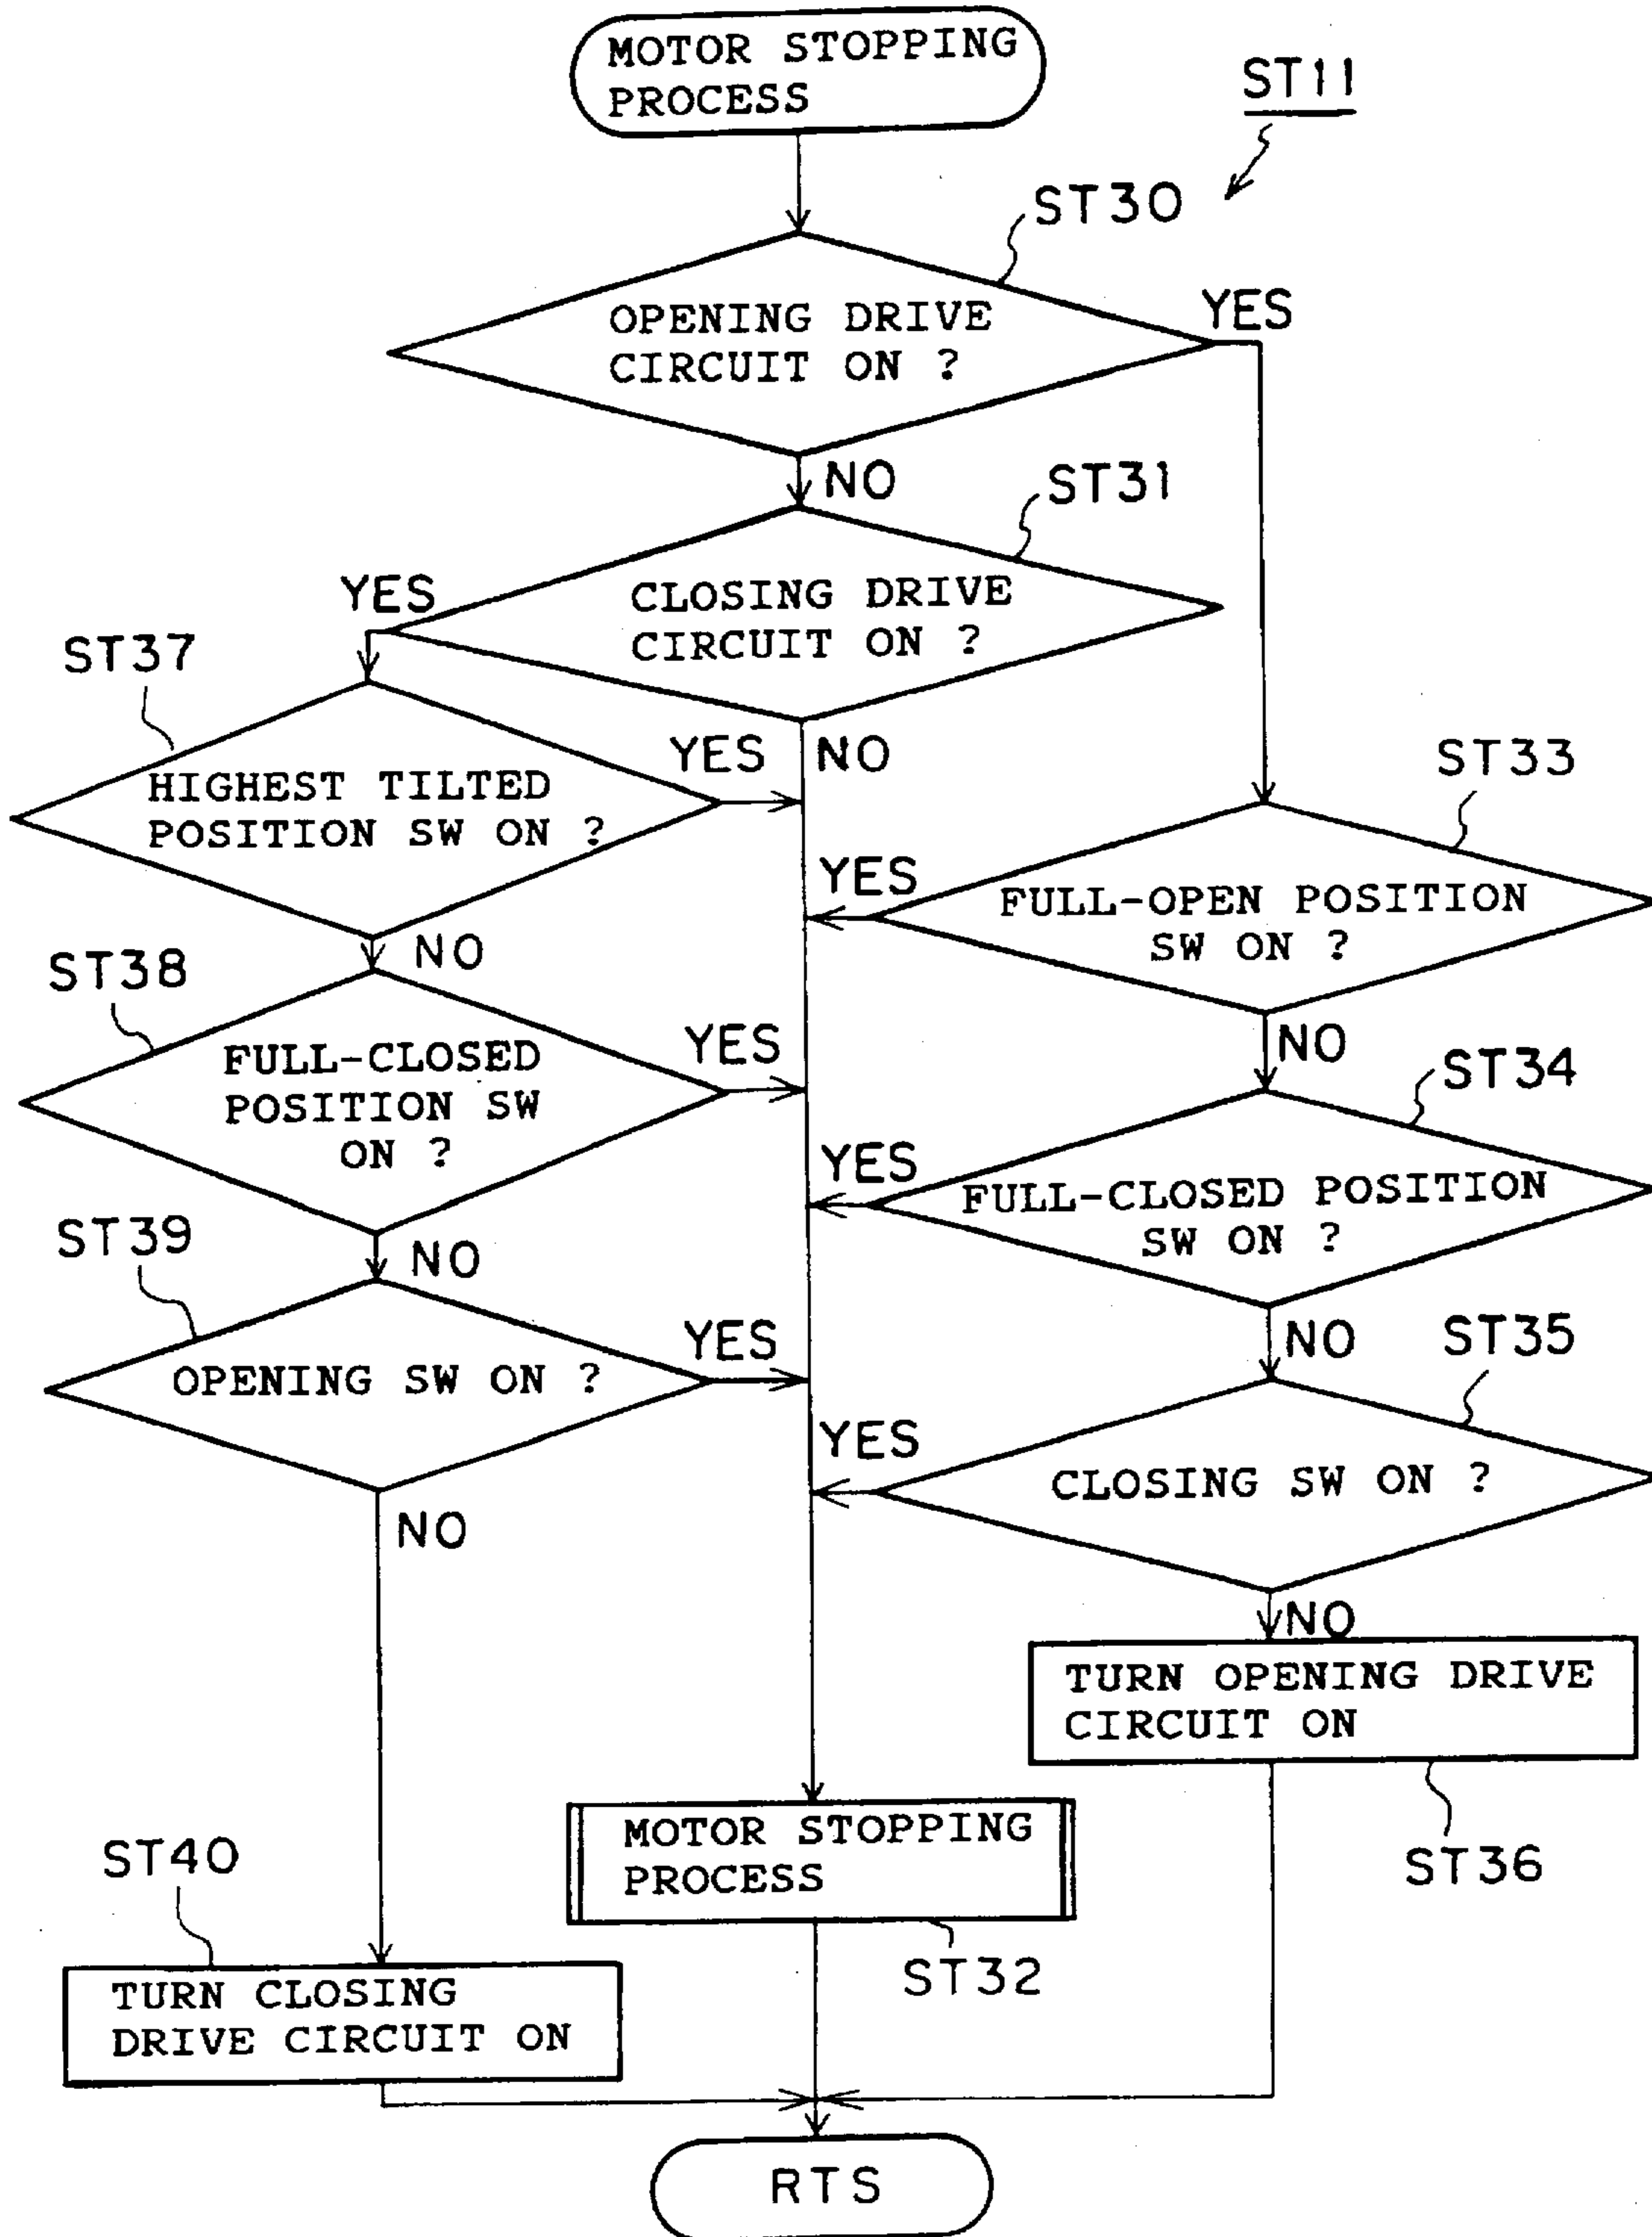 MOTOR STOPPING
PROCESS
ST11
ST30
OPENING DRIVE
CIRCUIT ON ?
YES
NO
ST31
CLOSING DRIVE
CIRCUIT ON ?
YES
NO
ST37
HIGHEST TILTED
POSITION SW ON ?
YES
NO
ST33
FULL-OPEN POSITION
SW ON ?
YES
NO
ST38
FULL-CLOSED
POSITION SW
ON ?
YES
NO
ST34
FULL-CLOSED POSITION
SW ON ?
YES
NO
ST39
OPENING SW ON ?
YES
NO
ST35
CLOSING SW ON ?
YES
NO
TURN OPENING DRIVE
CIRCUIT ON
ST36
MOTOR STOPPING
PROCESS
ST32
ST40
TURN CLOSING
DRIVE CIRCUIT ON
RTS